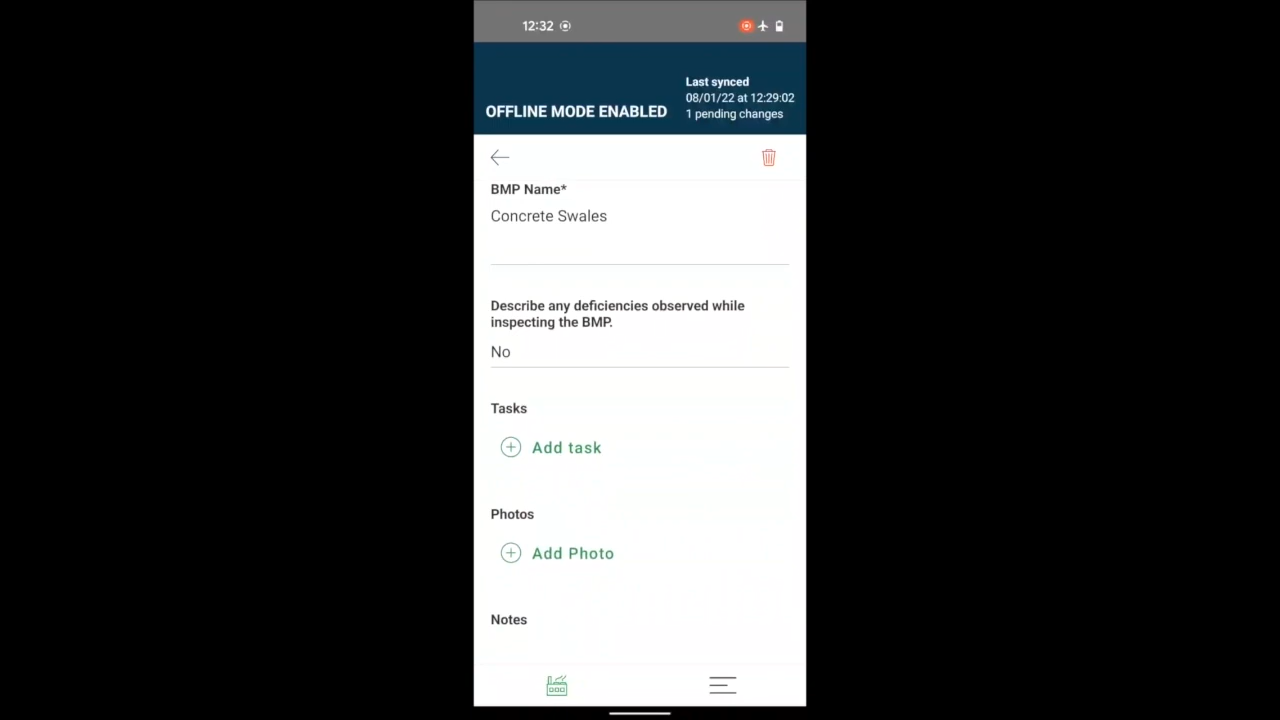 12:32
Last synced
08/01/22 at 12:29:02
OFFLINE MODE ENABLED
1 pending changes
BMP Name*
Concrete Swales
Describe any deficiencies observed while
inspecting the BMP.
No
Tasks
Add task
Photos
Add Photo
Notes